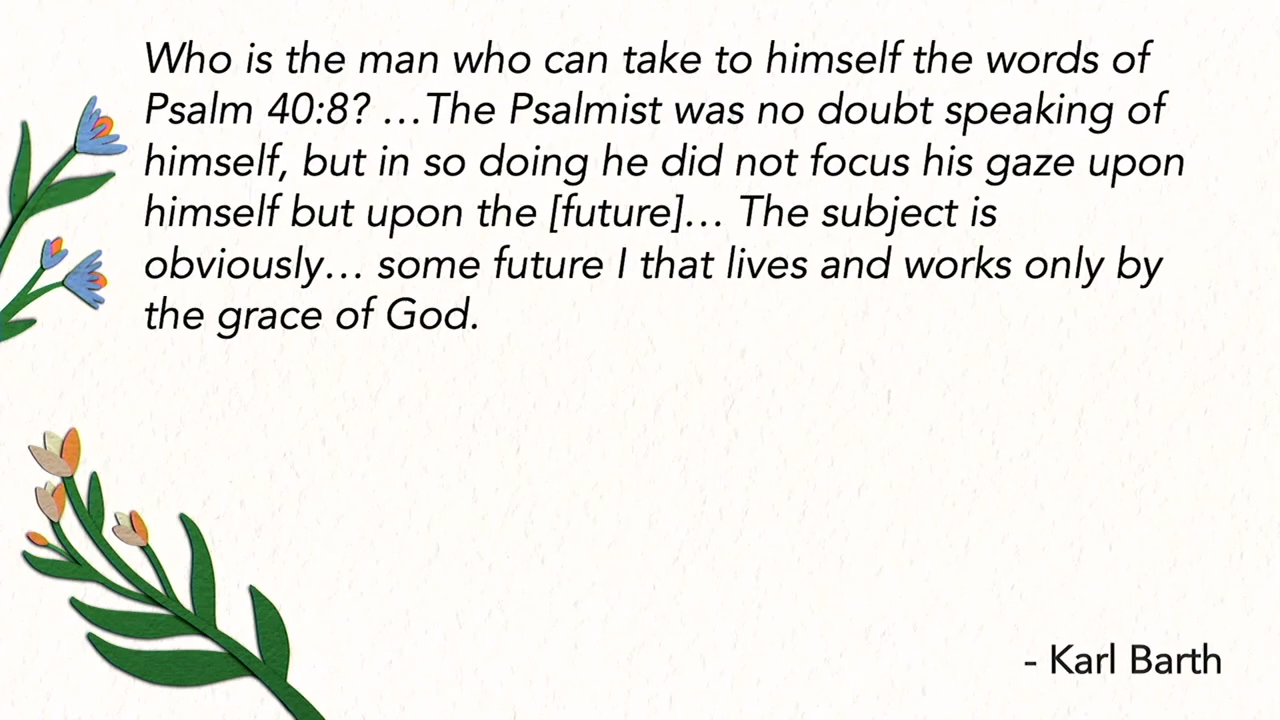 Who is the man who can take to himself the words of
Psalm 40:8? …The Psalmist was no doubt speaking of
himself, but in so doing he did not focus his gaze upon
himself but upon the [future]… The subject is
obviously… some future I that lives and works only by
the grace of God.
- Karl Barth